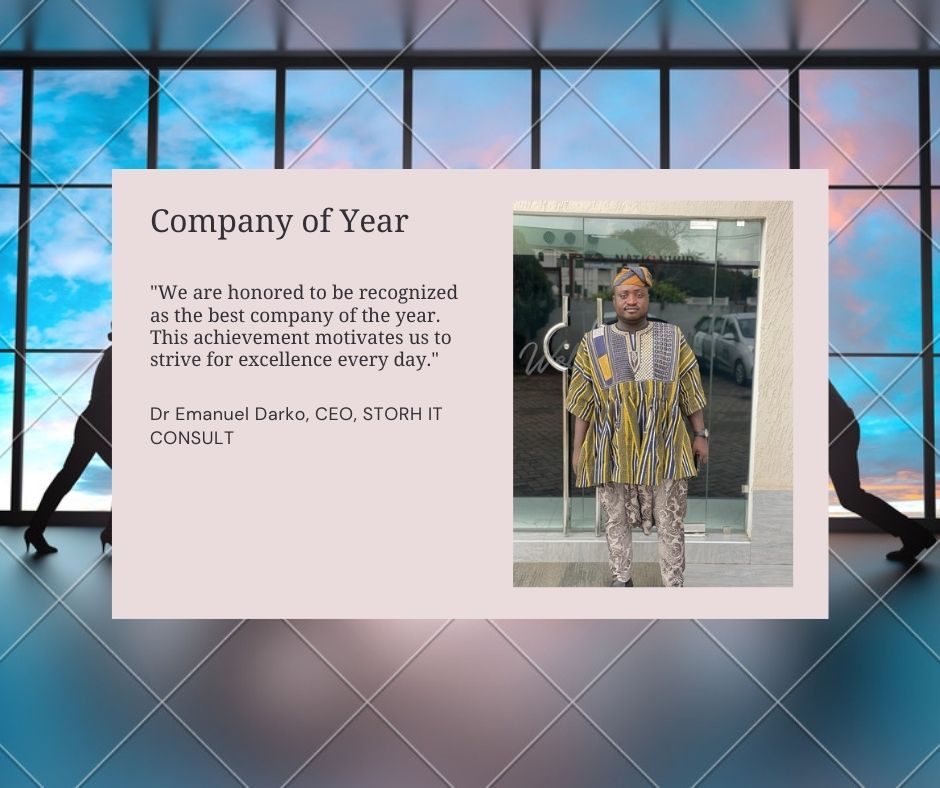 Company of Year
"We are honored to be recognized
as the best company of the year.
This achievement motivates us to
strive for excellence every day."
Dr Emanuel Darko, CEO, STORH IT
CONSULT
NATIONWIDE